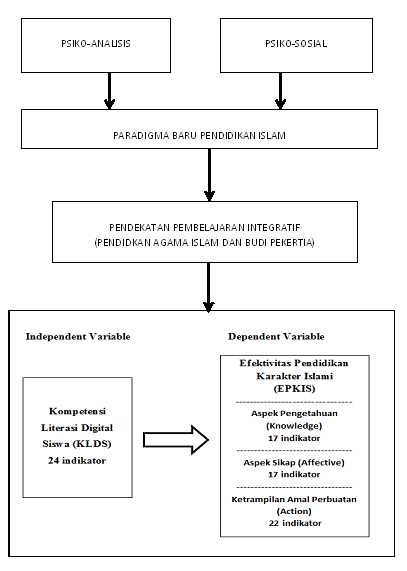 PSIKO-ANALISIS
PSIKO-SOSIAL
PARADIGMA BARU PENDIDIKAN ISLAM
PENDEKATAN PEMBELAJARAN INTEGRATIF
(PENDIDKAN AGAMA ISLAM DAN BUDI PEKERTIA)
Independent Variable
Dependent Variable
Kompetensi
Literasi Digital
Siswa (KLDS)
24 indikator
Efektivitas Pendidikan
Karakter Islami
(EPKIS)
--------------------------------
Aspek Pengetahuan
(Knowledge)
17 indikator
--------------------------------
Aspek Sikap (Affective)
17 indikator
--------------------------------
Ketrampilan Amal Perbuatan
(Action)
22 indikator